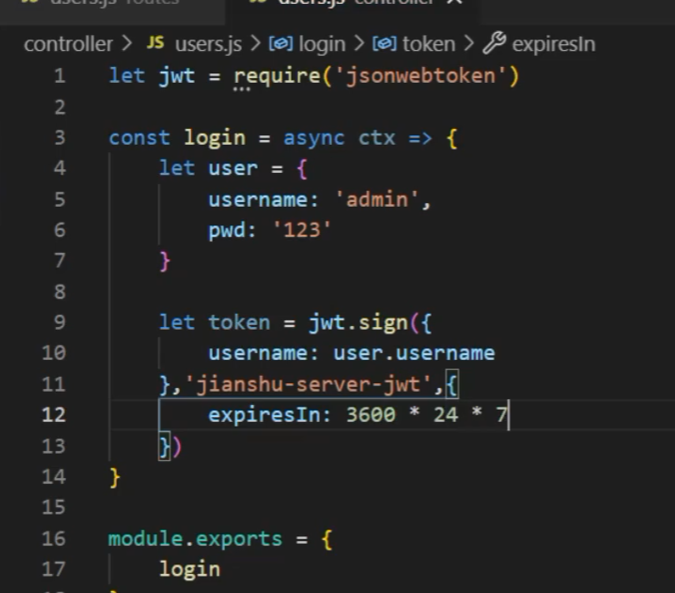 users.js routes
users.js controller
controller > JS users.js > login > token > expiresIn
1 let jwt = require('jsonwebtoken')
2
3 const login = async ctx => {
4 let user = {
5 username: 'admin',
6 pwd: '123'
7 }
8
9 let token = jwt.sign({
10 username: user.username
11 },'jianshu-server-jwt',{
12 expiresIn: 3600 * 24 * 7
13 })
14 }
15
16 module.exports = {
17 login